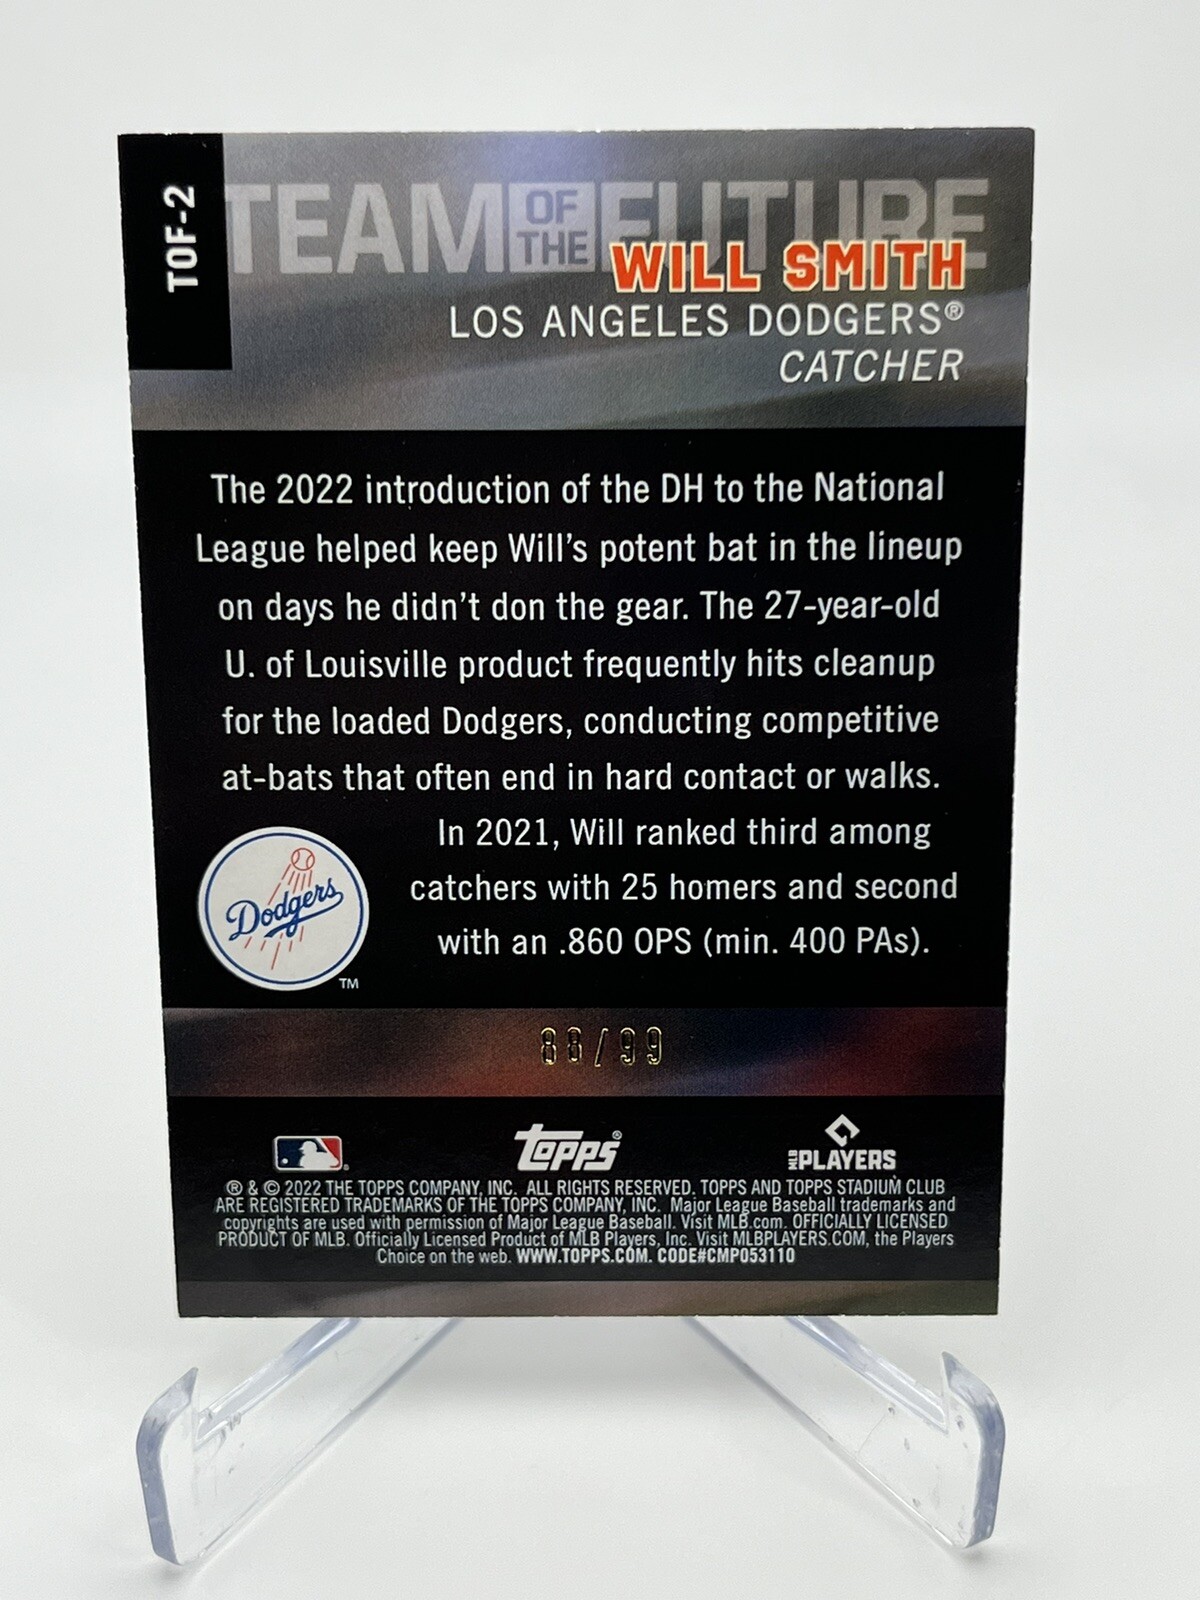 TOF-2
TEAM OF THE FUTURE
WILL SMITH
LOS ANGELES DODGERS®
CATCHER
The 2022 introduction of the DH to the National
League helped keep Will's potent bat in the lineup
on days he didn't don the gear. The 27-year-old
U. of Louisville product frequently hits cleanup
for the loaded Dodgers, conducting competitive
at-bats that often end in hard contact or walks.
In 2021, Will ranked third among
catchers with 25 homers and second
with an .860 OPS (min. 400 PAs).
Dodgers
TM
88/99
topps®
MLB PLAYERS
® & © 2022 THE TOPPS COMPANY, INC. ALL RIGHTS RESERVED. TOPPS AND TOPPS STADIUM CLUB
ARE REGISTERED TRADEMARKS OF THE TOPPS COMPANY, INC. Major League Baseball trademarks and
copyrights are used with permission of Major League Baseball. Visit MLB.com. OFFICIALLY LICENSED
PRODUCT OF MLB. Officially Licensed Product of MLB Players, Inc. Visit MLBPLAYERS.COM, the Players
Choice on the web. WWW.TOPPS.COM. CODE#CMP053110